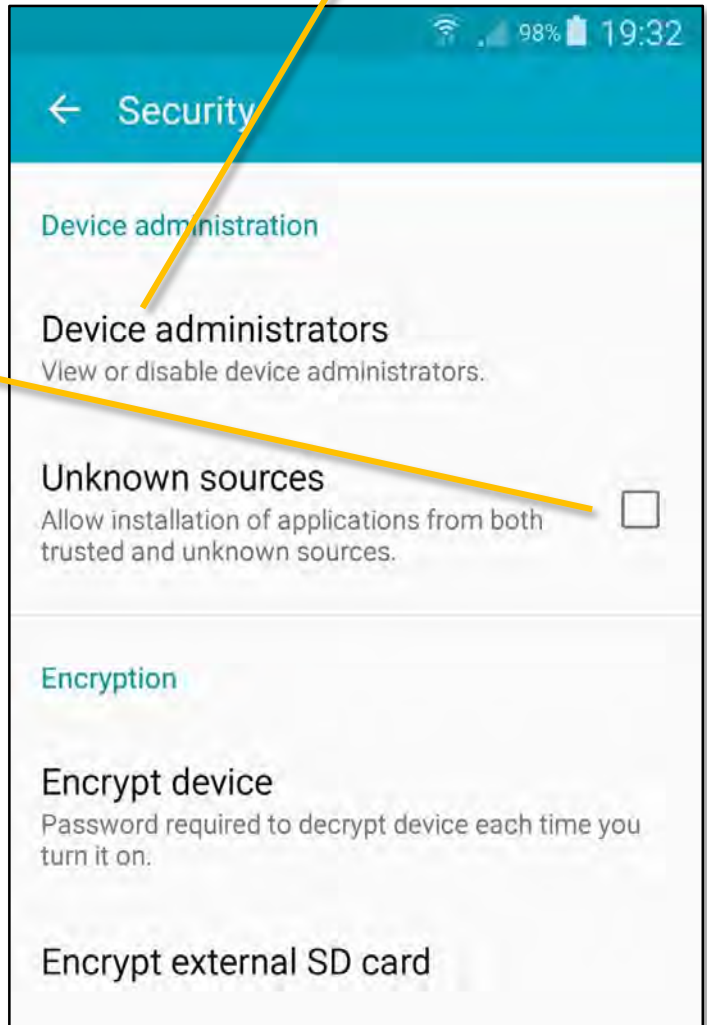 98% 19:32
← Security
Device administration
Device administrators
View or disable device administrators.
Unknown sources
Allow installation of applications from both
trusted and unknown sources.
Encryption
Encrypt device
Password required to decrypt device each time you
turn it on.
Encrypt external SD card